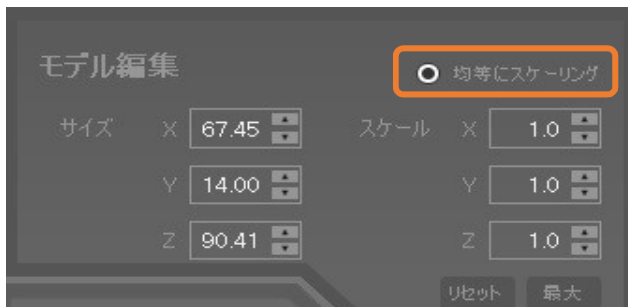 モデル編集
均等にスケーリング
サイズ X 67.45 スケール X 1.0
Y 14.00 Y 1.0
Z 90.41 Z 1.0
リセット 最大